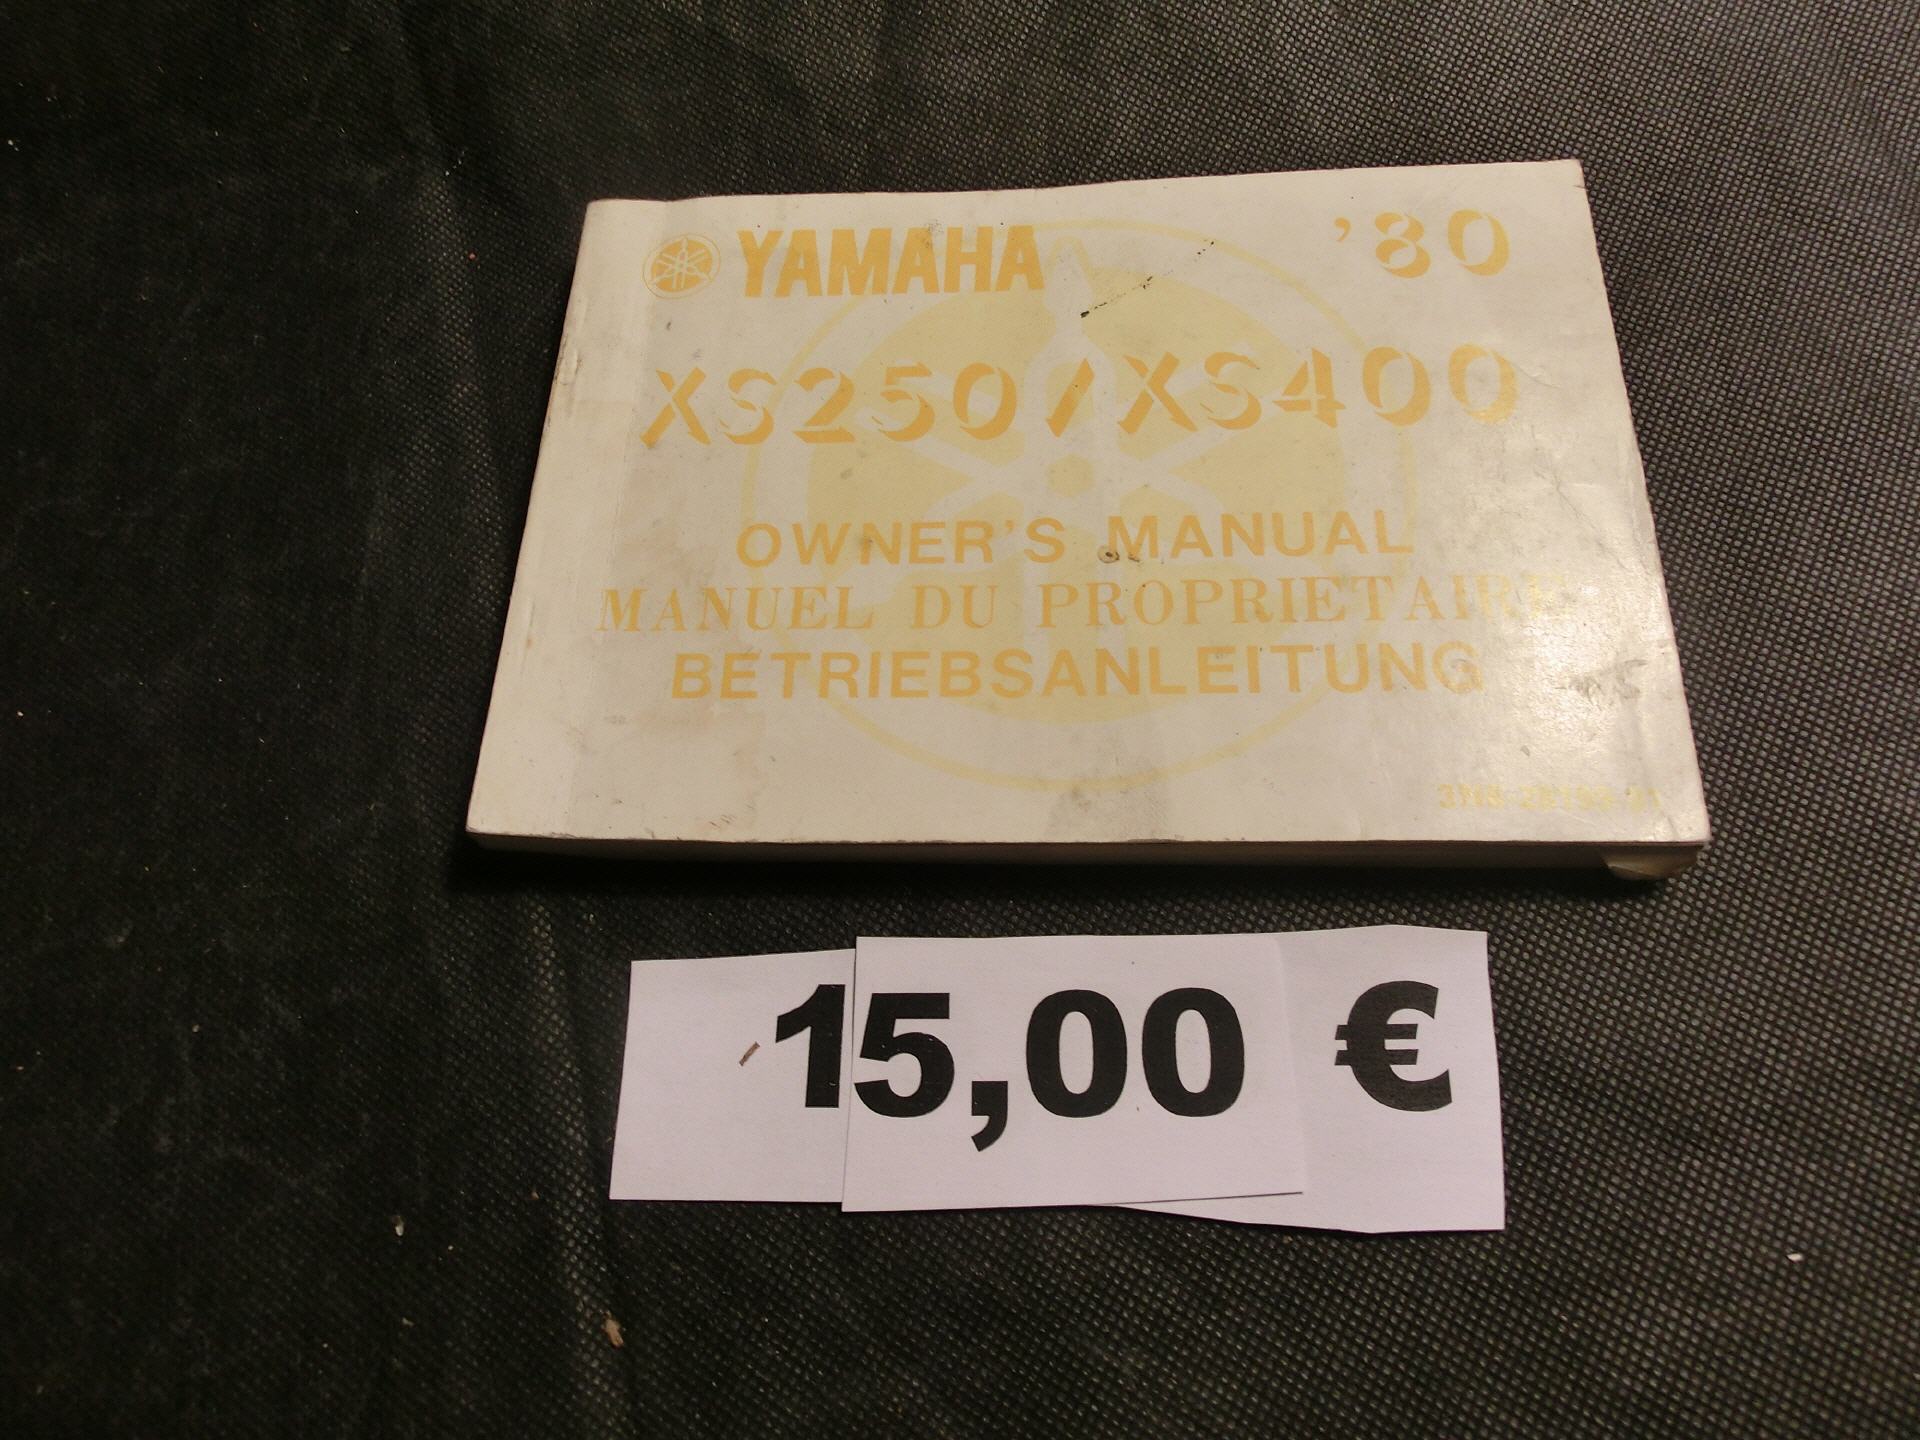 YAMAHA '80
XS250/XS400
OWNER'S MANUAL
MANUEL DU PROPRIETAIRE
BETRIEBSANLEITUNG
15,00 €